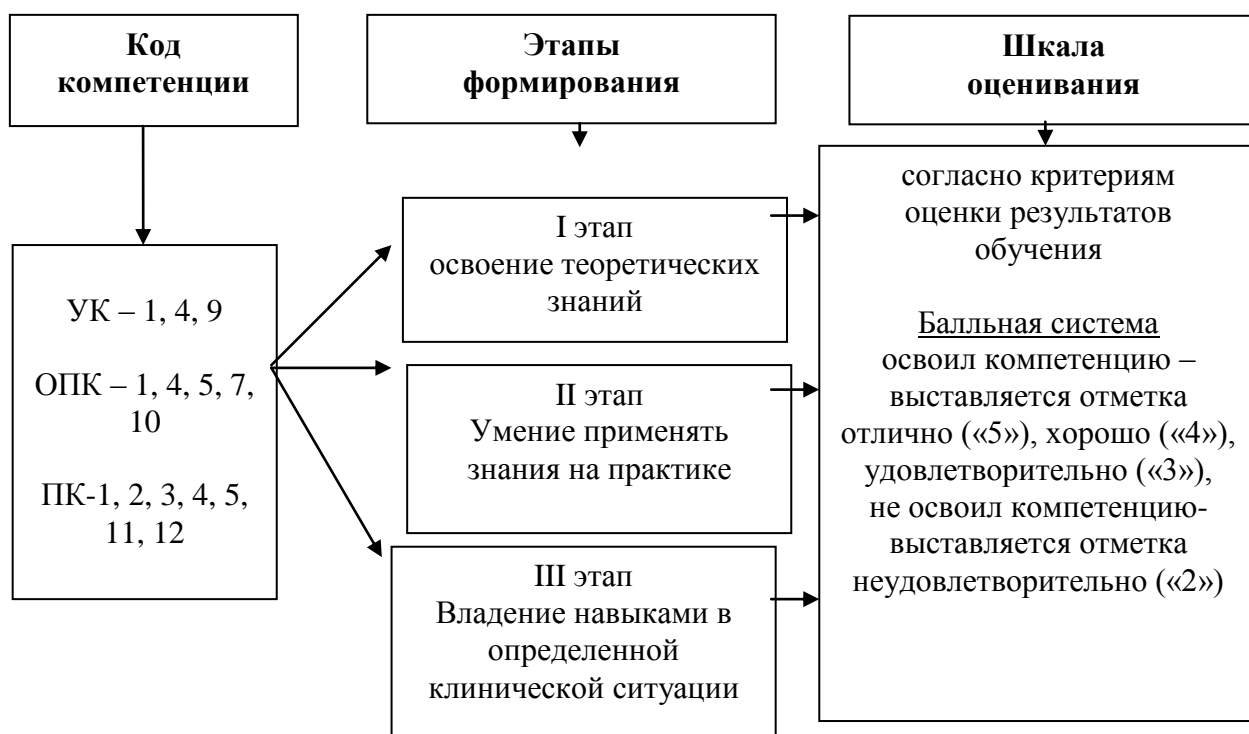 Код
компетенции
Этапы
формирования
Шкала
оценивания
УК – 1, 4, 9
ОПК – 1, 4, 5, 7,
10
ПК-1, 2, 3, 4, 5,
11, 12
I этап
освоение теоретических
знаний
II этап
Умение применять
знания на практике
III этап
Владение навыками в
определенной
клинической ситуации
согласно критериям
оценки результатов
обучения
Балльная система
освоил компетенцию –
выставляется отметка
отлично («5»), хорошо («4»),
удовлетворительно («3»),
не освоил компетенцию-
выставляется отметка
неудовлетворительно («2»)